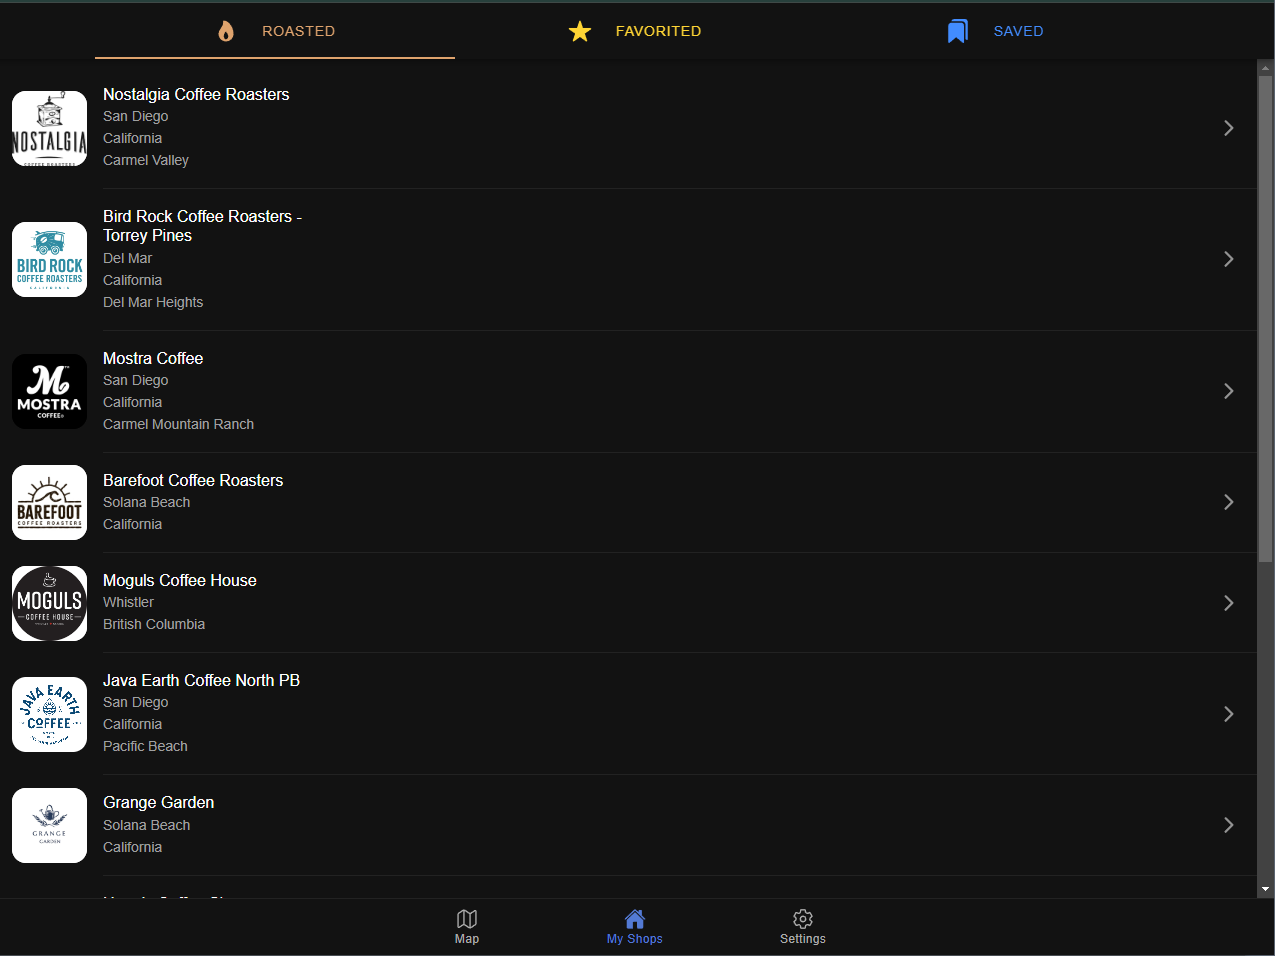 ROASTED
FAVORITED
SAVED
NOSTALGIA
COFFEE ROASTERS
Nostalgia Coffee Roasters
San Diego
California
Carmel Valley
BIRD ROCK
COFFEE ROASTERS
CALIFORNIA
Bird Rock Coffee Roasters -
Torrey Pines
Del Mar
California
Del Mar Heights
M
MOSTRA
COFFEE
Mostra Coffee
San Diego
California
Carmel Mountain Ranch
BAREFOOT
COFFEE ROASTERS
Barefoot Coffee Roasters
Solana Beach
California
MOGULS
COFFEE HOUSE
Moguls Coffee House
Whistler
British Columbia
JAVA EARTH
COFFEE
Java Earth Coffee North PB
San Diego
California
Pacific Beach
GRANGE
GARDEN
Grange Garden
Solana Beach
California
Map
My Shops
Settings